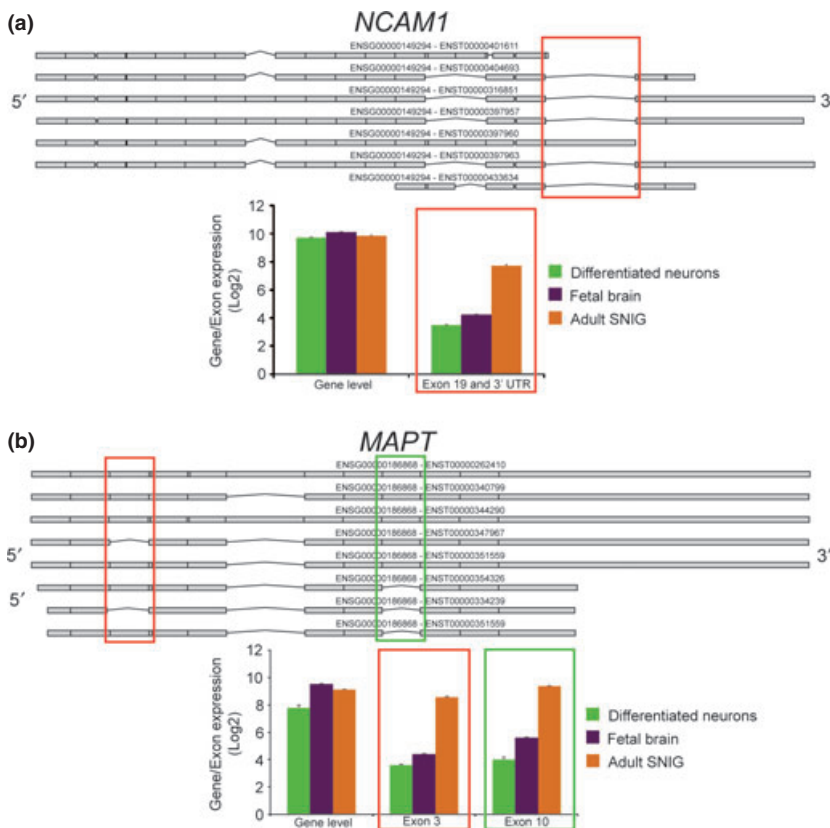 (a)
NCAM1
ENSG00000149294 - ENST00000401611
ENSG00000149294 - ENST00000404693
5′
ENSG00000149294 - ENST00000316851
3′
ENSG00000149294 - ENST00000397957
ENSG00000149294 - ENST00000397960
ENSG00000149294 - ENST00000397963
ENSG00000149294 - ENST00000433634
Gene/Exon expression
(Log2)
12
10
8
6
4
2
0
Gene level
Exon 19 and 3' UTR
Differentiated neurons
Fetal brain
Adult SNIG
(b)
MAPT
ENSG00000186868 - ENST00000262410
ENSG00000186868 - ENST00000340799
ENSG00000186868 - ENST00000344290
ENSG00000186868 - ENST00000347967
5′
ENSG00000186868 - ENST00000351559
3′
ENSG00000186868 - ENST00000354326
5′
ENSG00000186868 - ENST00000334239
ENSG00000186868 - ENST00000351559
Gene/Exon expression
(Log2)
12
10
8
6
4
2
0
Gene level
Exon 3
Exon 10
Differentiated neurons
Fetal brain
Adult SNIG